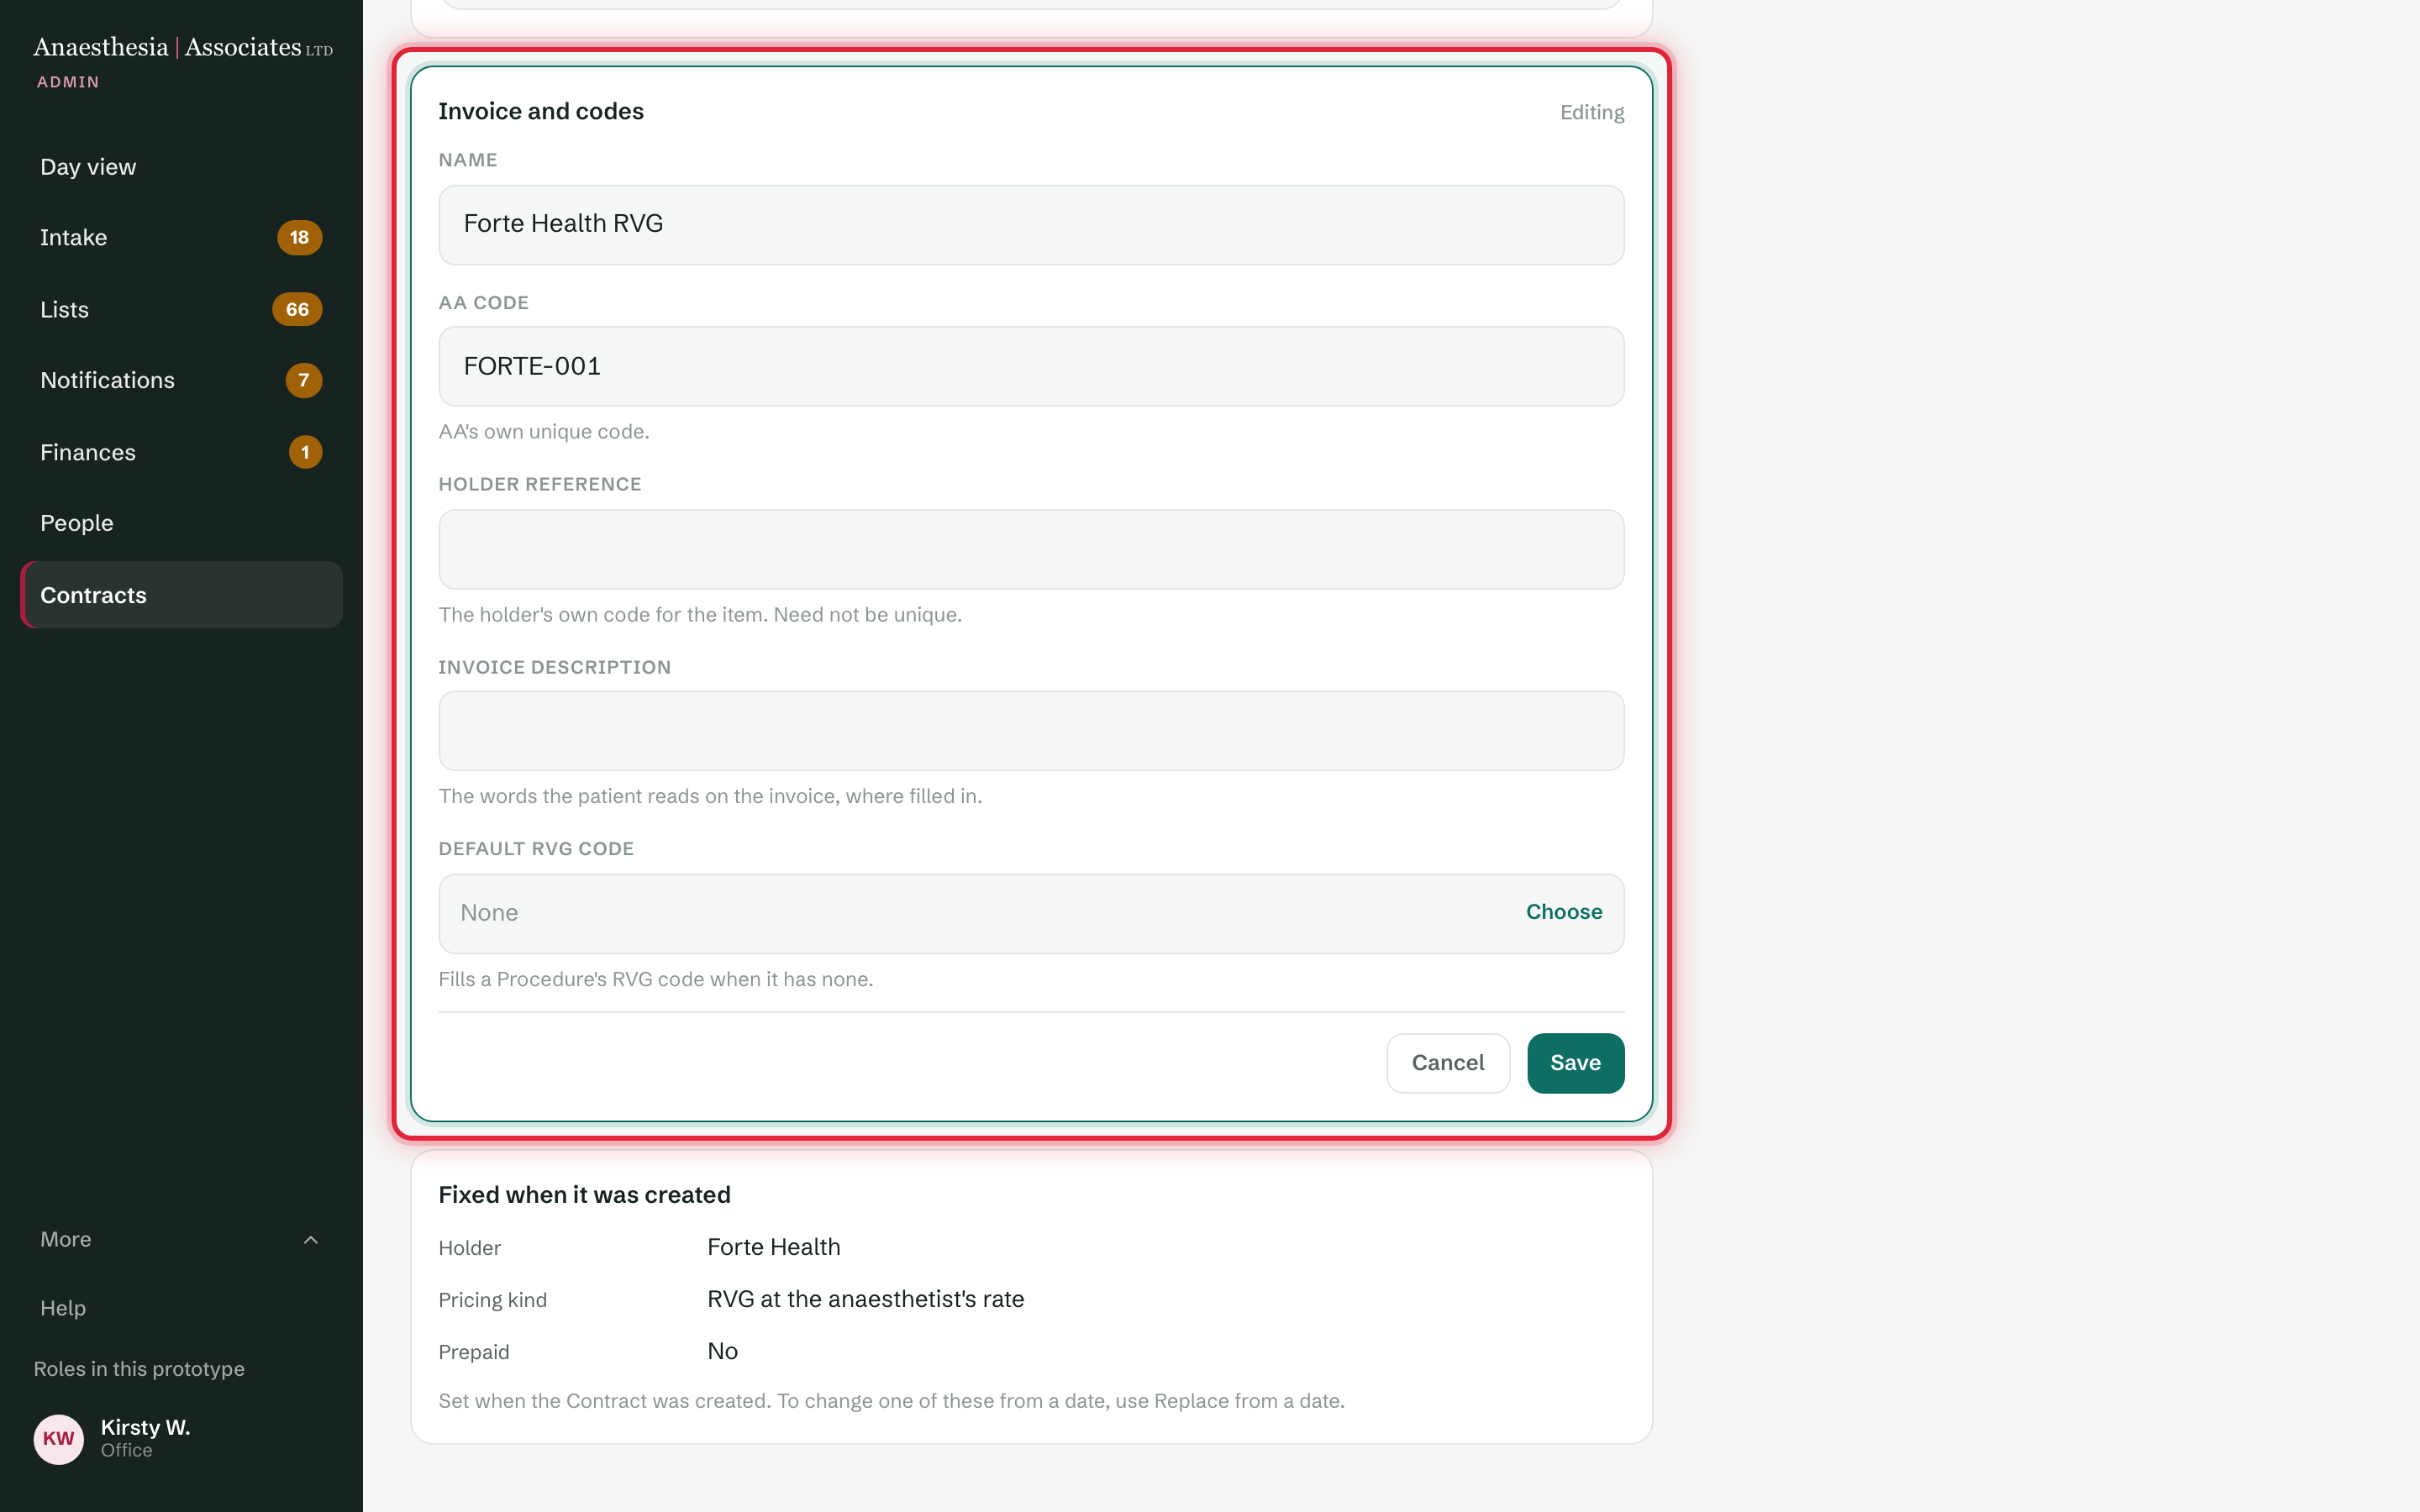 Anaesthesia | Associates LTD
ADMIN
Day view
Intake 18
Lists 66
Notifications 7
Finances 1
People
Contracts
More
Help
Roles in this prototype
KW
Kirsty W.
Office
Invoice and codes
Editing
NAME
Forte Health RVG
AA CODE
FORTE-001
AA's own unique code.
HOLDER REFERENCE
The holder's own code for the item. Need not be unique.
INVOICE DESCRIPTION
The words the patient reads on the invoice, where filled in.
DEFAULT RVG CODE
None
Choose
Fills a Procedure's RVG code when it has none.
Cancel
Save
Fixed when it was created
Holder Forte Health
Pricing kind RVG at the anaesthetist's rate
Prepaid No
Set when the Contract was created. To change one of these from a date, use Replace from a date.